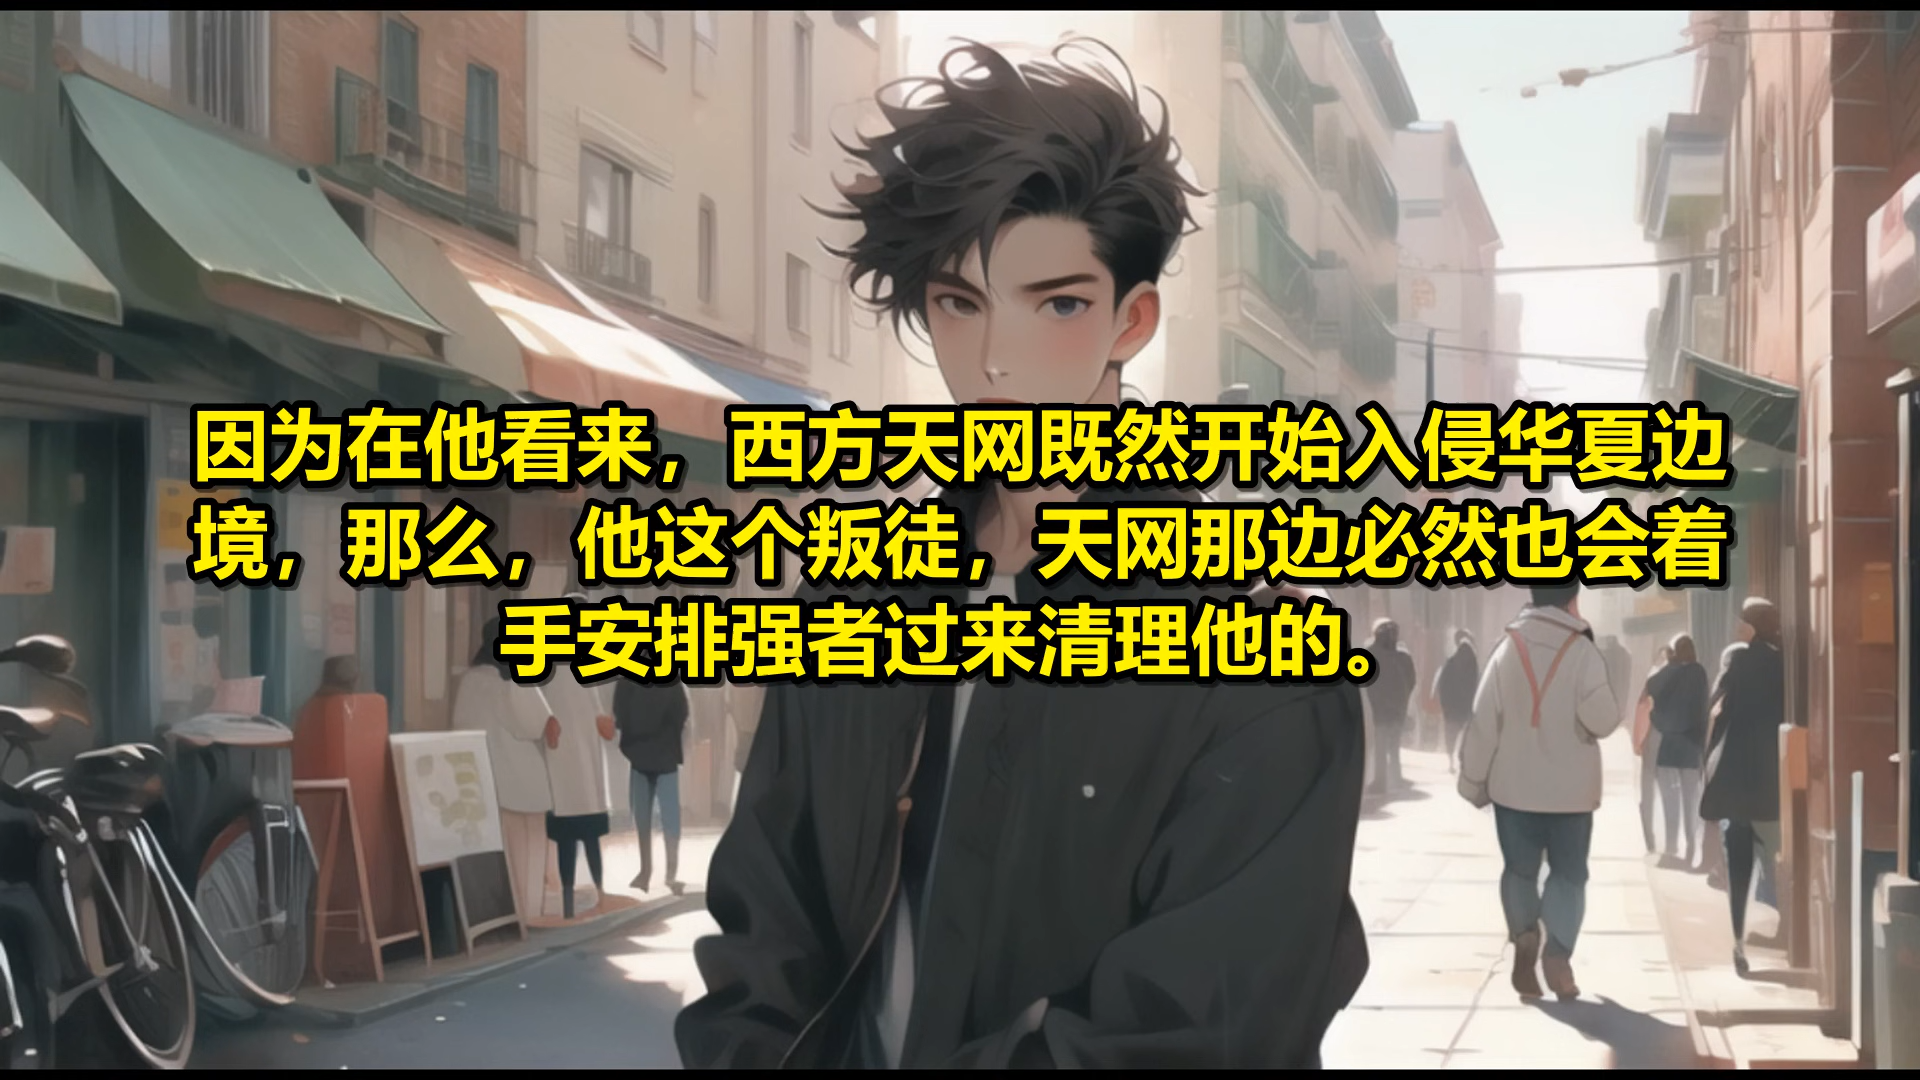 因为在他看来，西方天网既然开始入侵华夏边
境，那么，他这个叛徒，天网那边必然也会着
手安排强者过来清理他的。